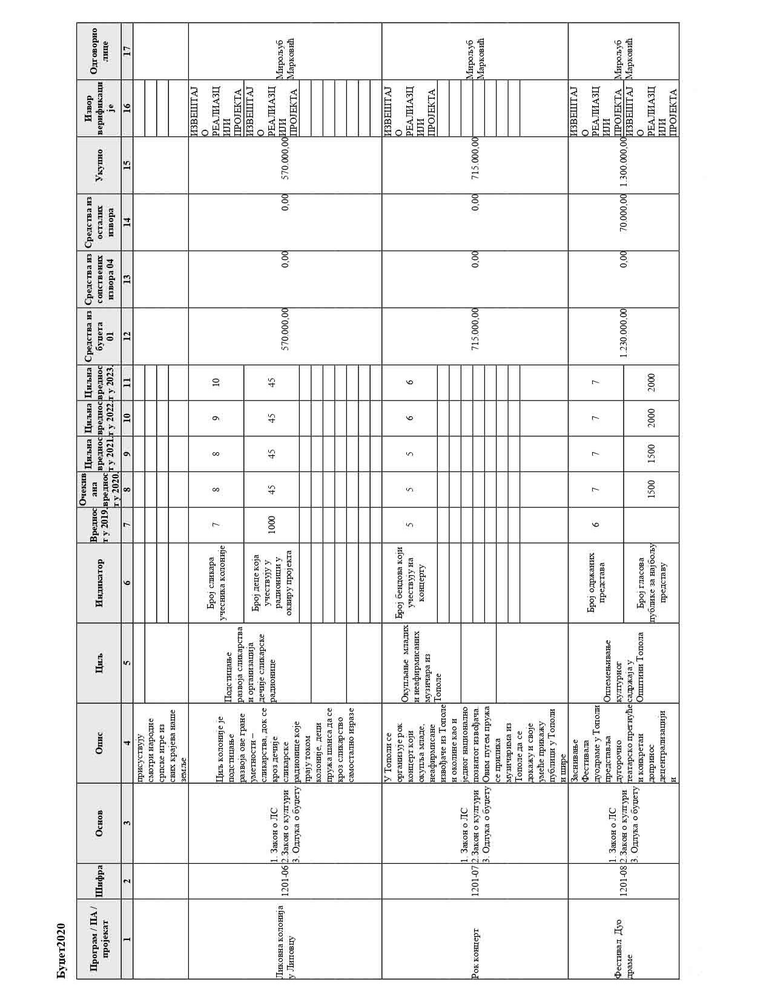 Буџет2020
Програм / ПА /
пројекат
Шифра
Основ
Опис
Циљ
Индикатор
Вреднос
т у 2019.
Очекив
ана
вреднос
т у 2020.
Циљна
вреднос
т у 2021.
Циљна
вреднос
т у 2022.
Циљна
вреднос
т у 2023.
Средства из
буџета
01
Средства из
сопствених
извора 04
Средства из
осталих
извора
Укупно
Извор
верификаци
је
Одговорно
лице
1
2
3
4
5
6
7
8
9
10
11
12
13
14
15
16
17
присуствују
смотри народне
српске игре из
свих крајева наше
земље
Ликовна колонија
у Липовцу
1201-06
1. Закон о ЛС
2.Закон о култури
3. Одлука о буџету
Циљ колоније је
подстицање
развоја ове гране
уметности –
сликарства, док се
кроз дечије
сликарске
радионице које
трају током
колоније, деци
пружа шанса да се
кроз сликарство
самостално изразе
Подстицање
развоја сликарства
и организација
дечије сликарске
радионице
Број сликара
учесника колоније
7
8
8
9
10
ИЗВЕШТАЈ
О
РЕАЛИАЗЦ
ИЈИ
ПРОЈЕКТА
Број деце која
учествују у
радионици у
оквиру пројекта
1000
45
45
45
45
ИЗВЕШТАЈ
О
РЕАЛИАЗЦ
ИЈИ
ПРОЈЕКТА
570.000,00
0,00
0,00
570.000,00
Мирољуб
Марковић
Рок концерт
1201-07
1. Закон о ЛС
2.Закон о култури
3. Одлука о буџету
У Тополи се
организује рок
концерт који
окупља младе,
неафирмисане
извођаче из Тополе
и околине као и
једног национално
познатог извођача.
Овим путем пружа
се прилика
музичарима из
Тополе да се
докажу и своје
умеће прикажу
публици у Тополи
и шире
Окупљање младих
и неафирмисаних
музичара из
Тополе
Број бендова који
учествују на
концерту
5
5
5
6
6
715.000,00
0,00
0,00
715.000,00
ИЗВЕШТАЈ
О
РЕАЛИАЗЦ
ИЈИ
ПРОЈЕКТА
Мирољуб
Марковић
Фестивал Дуо
драме
1201-08
1. Закон о ЛС
2.Закон о култури
3. Одлука о буџету
Заснивање
Фестивала
дуодраме у Тополи
представља
дугорочно
театарско прегнуће
и конкретан
допринос
децентрализацији
и
Оплемењивање
културног
садржаја у
Општини Топола
Број одржаних
представа
6
7
7
7
7
ИЗВЕШТАЈ
О
РЕАЛИАЗЦ
ИЈИ
ПРОЈЕКТА
Број гласова
публике за најбољу
представу
1500
1500
2000
2000
ИЗВЕШТАЈ
О
РЕАЛИАЗЦ
ИЈИ
ПРОЈЕКТА
1.230.000,00
0,00
70.000,00
1.300.000,00
Мирољуб
Марковић